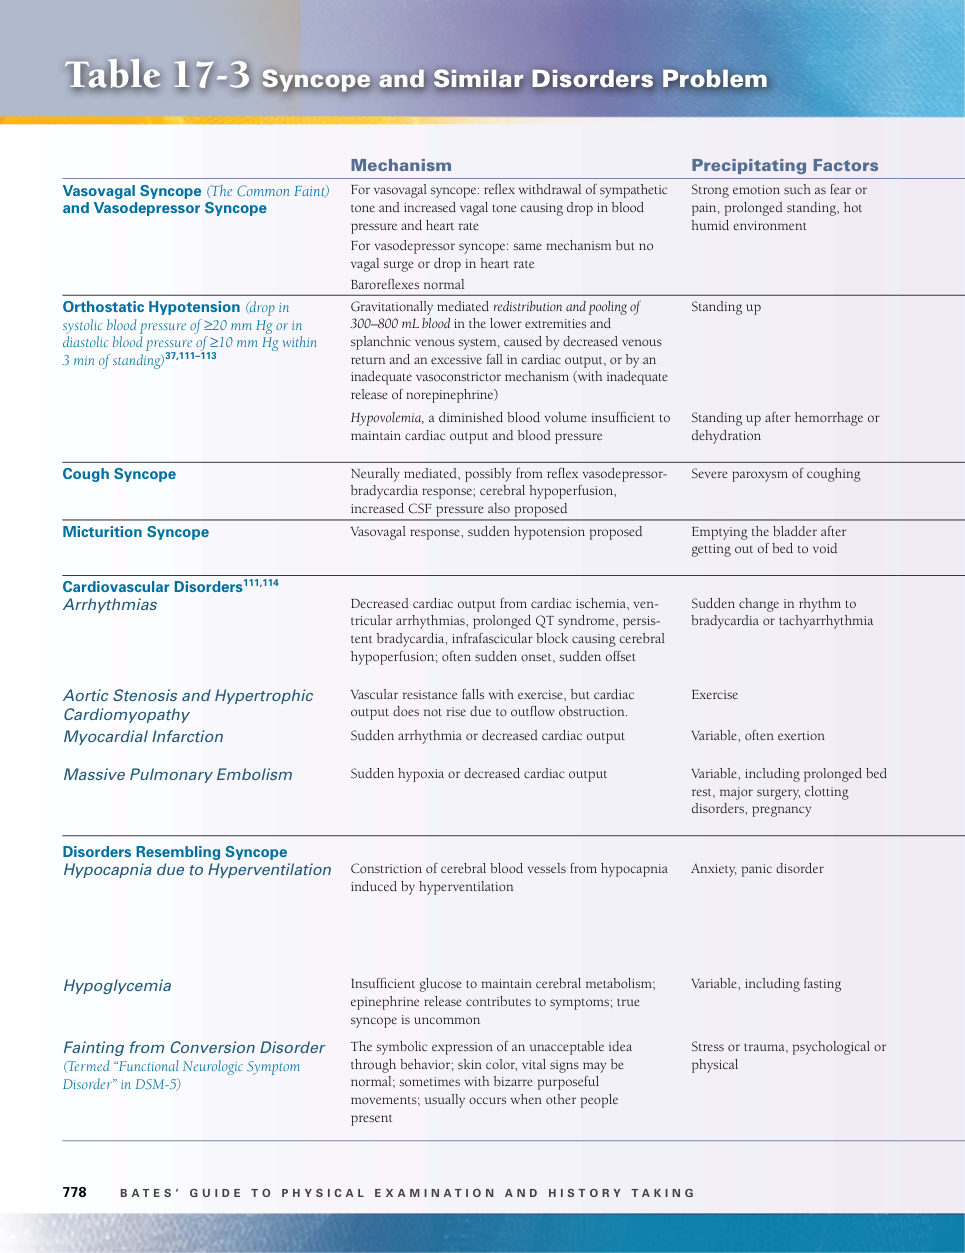 Table 17-3 Syncope and Similar Disorders Problem
Mechanism
Precipitating Factors
Vasovagal Syncope (The Common Faint)
and Vasodepressor Syncope
For vasovagal syncope: reflex withdrawal of sympathetic
tone and increased vagal tone causing drop in blood
pressure and heart rate
For vasodepressor syncope: same mechanism but no
vagal surge or drop in heart rate
Baroreflexes normal
Strong emotion such as fear or
pain, prolonged standing, hot
humid environment
Orthostatic Hypotension (drop in
systolic blood pressure of ≥20 mm Hg or in
diastolic blood pressure of ≥10 mm Hg within
3 min of standing)37,111–113
Gravitationally mediated redistribution and pooling of
300–800 mL blood in the lower extremities and
splanchnic venous system, caused by decreased venous
return and an excessive fall in cardiac output, or by an
inadequate vasoconstrictor mechanism (with inadequate
release of norepinephrine)
Standing up
Hypovolemia, a diminished blood volume insufficient to
maintain cardiac output and blood pressure
Standing up after hemorrhage or
dehydration
Cough Syncope
Neurally mediated, possibly from reflex vasodepressor-
bradycardia response; cerebral hypoperfusion,
increased CSF pressure also proposed
Severe paroxysm of coughing
Micturition Syncope
Vasovagal response, sudden hypotension proposed
Emptying the bladder after
getting out of bed to void
Cardiovascular Disorders111,114
Arrhythmias
Decreased cardiac output from cardiac ischemia, ven-
tricular arrhythmias, prolonged QT syndrome, persis-
tent bradycardia, infrafascicular block causing cerebral
hypoperfusion; often sudden onset, sudden offset
Sudden change in rhythm to
bradycardia or tachyarrhythmia
Aortic Stenosis and Hypertrophic
Cardiomyopathy
Vascular resistance falls with exercise, but cardiac
output does not rise due to outflow obstruction.
Exercise
Myocardial Infarction
Sudden arrhythmia or decreased cardiac output
Variable, often exertion
Massive Pulmonary Embolism
Sudden hypoxia or decreased cardiac output
Variable, including prolonged bed
rest, major surgery, clotting
disorders, pregnancy
Disorders Resembling Syncope
Hypocapnia due to Hyperventilation
Constriction of cerebral blood vessels from hypocapnia
induced by hyperventilation
Anxiety, panic disorder
Hypoglycemia
Insufficient glucose to maintain cerebral metabolism;
epinephrine release contributes to symptoms; true
syncope is uncommon
Variable, including fasting
Fainting from Conversion Disorder
(Termed “Functional Neurologic Symptom
Disorder” in DSM-5)
The symbolic expression of an unacceptable idea
through behavior; skin color, vital signs may be
normal; sometimes with bizarre purposeful
movements; usually occurs when other people
present
Stress or trauma, psychological or
physical
778 BATES’ GUIDE TO PHYSICAL EXAMINATION AND HISTORY TAKING